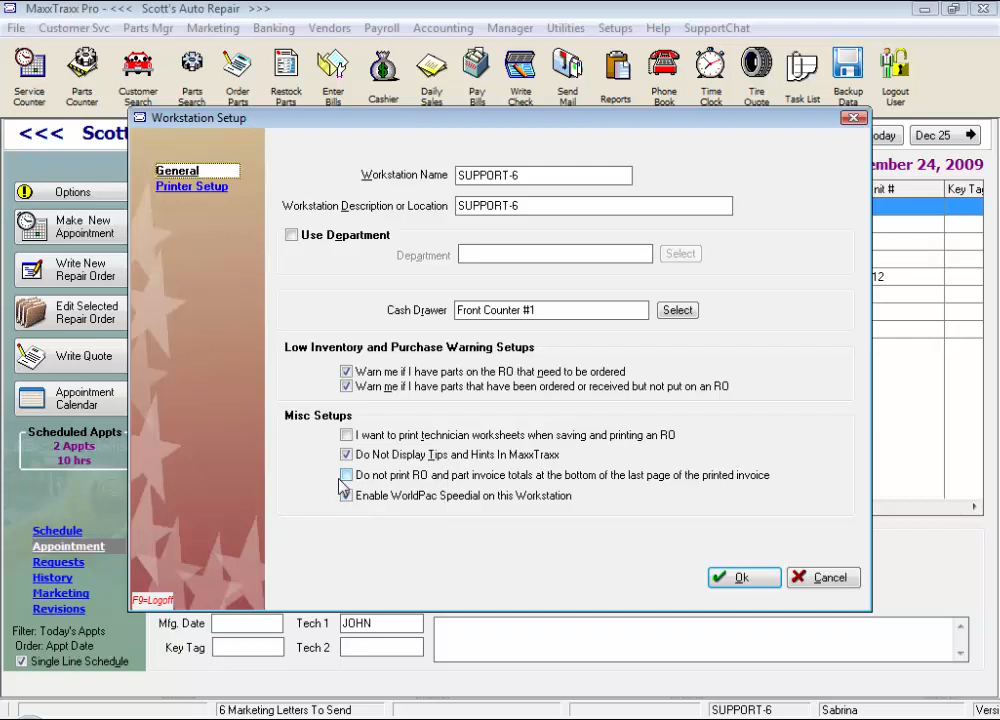 MaxxTraxx Pro - <<< Scott's Auto Repair >>>
File Customer Svc Parts Mgr Marketing Banking Vendors Payroll Accounting Manager Utilities Setups Help SupportChat
Service Counter
Parts Counter
Customer Search
Parts Search
Order Parts
Restock Parts
Enter Bills
Cashier
Daily Sales
Pay Bills
Write Check
Send Mail
Reports
Phone Book
Time Clock
Tire Quote
Task List
Backup Data
Logout User
<<< Scott
Workstation Setup
oday
Dec 25
ember 24, 2009
nit # Key Tag
12
Options
Make New Appointment
Write New Repair Order
Edit Selected Repair Order
Write Quote
Appointment Calendar
Scheduled Appts
2 Appts
10 hrs
Schedule
Appointment
Requests
History
Marketing
Revisions
Filter: Today's Appts
Order: Appt Date
Single Line Schedule
General
Printer Setup
F9=Logoff
Workstation Name SUPPORT-6
Workstation Description or Location SUPPORT-6
Use Department
Department Select
Cash Drawer Front Counter #1 Select
Low Inventory and Purchase Warning Setups
Warn me if I have parts on the RO that need to be ordered
Warn me if I have parts that have been ordered or received but not put on an RO
Misc Setups
I want to print technician worksheets when saving and printing an RO
Do Not Display Tips and Hints In MaxxTraxx
Do not print RO and part invoice totals at the bottom of the last page of the printed invoice
Enable WorldPac Speedial on this Workstation
Ok Cancel
Mfg. Date Tech 1 JOHN
Key Tag Tech 2
6 Marketing Letters To Send SUPPORT-6 Sabrina Versi